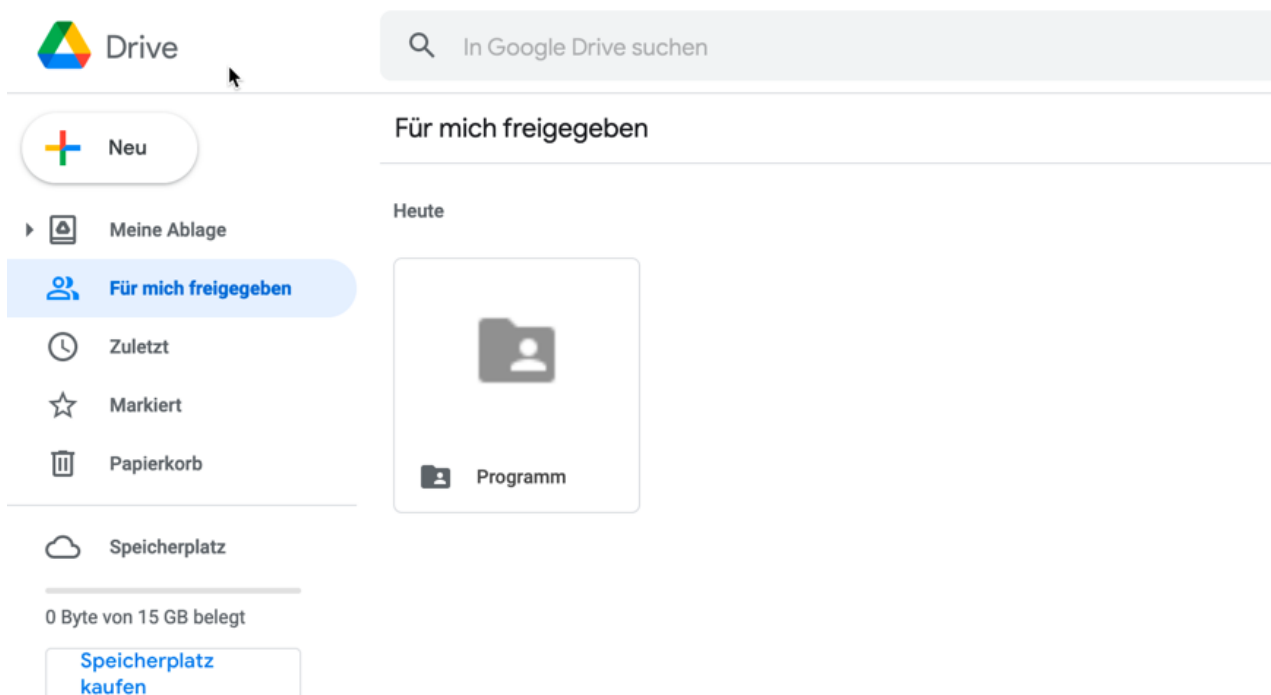 Drive
In Google Drive suchen
Neu
Für mich freigegeben
Heute
Meine Ablage
Für mich freigegeben
Zuletzt
Markiert
Papierkorb
Programm
Speicherplatz
0 Byte von 15 GB belegt
Speicherplatz
kaufen